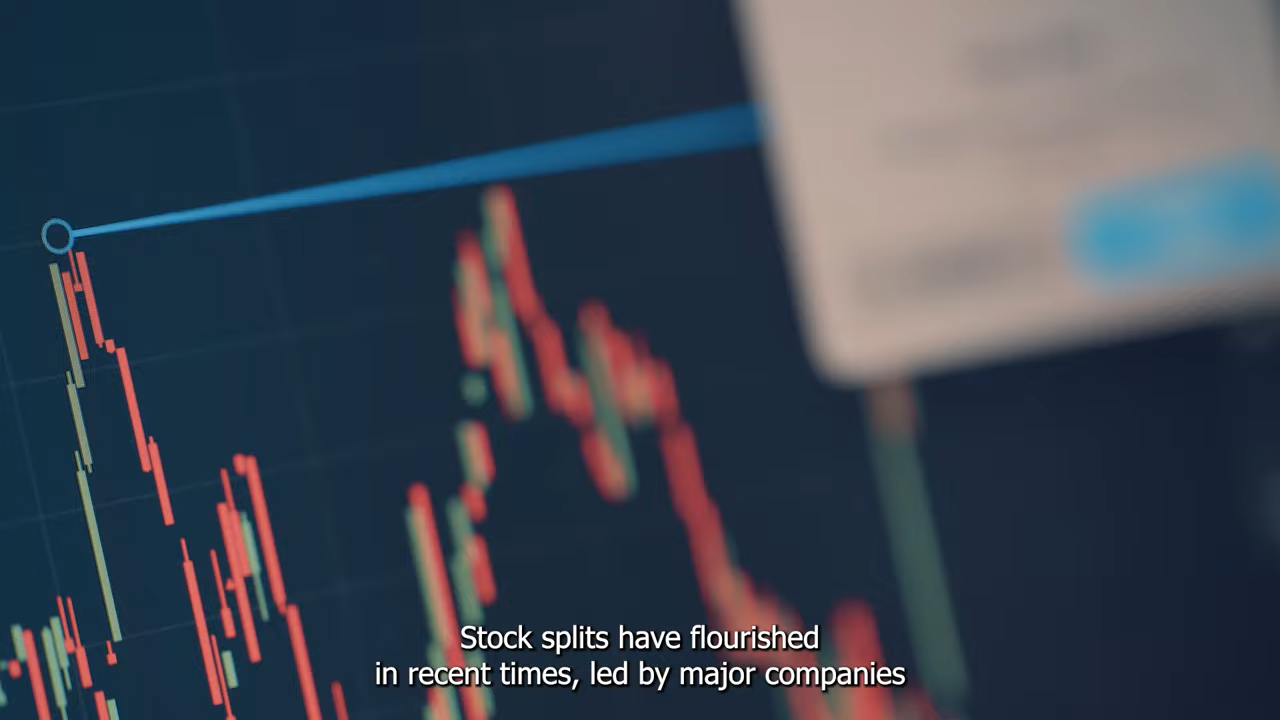 Stock splits have flourished
in recent times, led by major companies